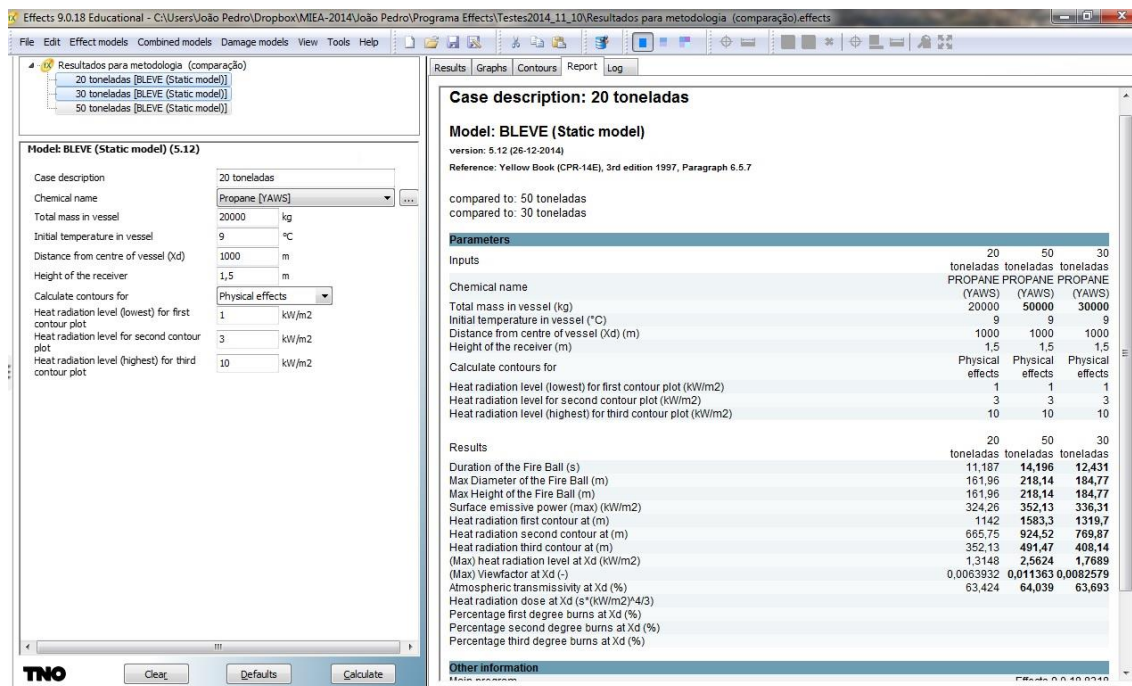 Effects 9.0.18 Educational - C:\Users\João Pedro\Dropbox\MIEA-2014\João Pedro\Programa Effects\Testes2014_11_10\Resultados para metodologia (comparação).effects
File Edit Effect models Combined models Damage models View Tools Help
Resultados para metodologia (comparação)
20 toneladas [BLEVE (Static model)]
30 toneladas [BLEVE (Static model)]
50 toneladas [BLEVE (Static model)]
Model: BLEVE (Static model) (5.12)
Case description 20 toneladas
Chemical name Propane [YAWS] ...
Total mass in vessel 20000 kg
Initial temperature in vessel 9 °C
Distance from centre of vessel (Xd) 1000 m
Height of the receiver 1,5 m
Calculate contours for Physical effects
Heat radiation level (lowest) for first 1 kW/m2
contour plot
Heat radiation level for second contour 3 kW/m2
plot
Heat radiation level (highest) for third 10 kW/m2
contour plot
TNO Clear Defaults Calculate
Results Graphs Contours Report Log
Case description: 20 toneladas
Model: BLEVE (Static model)
version: 5.12 (26-12-2014)
Reference: Yellow Book (CPR-14E), 3rd edition 1997, Paragraph 6.5.7
compared to: 50 toneladas
compared to: 30 toneladas
Parameters
Inputs 20 50 30
toneladas toneladas toneladas
Chemical name PROPANE PROPANE PROPANE
(YAWS) (YAWS) (YAWS)
Total mass in vessel (kg) 20000 50000 30000
Initial temperature in vessel (°C) 9 9 9
Distance from centre of vessel (Xd) (m) 1000 1000 1000
Height of the receiver (m) 1,5 1,5 1,5
Calculate contours for Physical Physical Physical
effects effects effects
Heat radiation level (lowest) for first contour plot (kW/m2) 1 1 1
Heat radiation level for second contour plot (kW/m2) 3 3 3
Heat radiation level (highest) for third contour plot (kW/m2) 10 10 10
Results 20 50 30
toneladas toneladas toneladas
Duration of the Fire Ball (s) 11,187 14,196 12,431
Max Diameter of the Fire Ball (m) 161,96 218,14 184,77
Max Height of the Fire Ball (m) 161,96 218,14 184,77
Surface emissive power (max) (kW/m2) 324,26 352,13 336,31
Heat radiation first contour at (m) 1142 1583,3 1319,7
Heat radiation second contour at (m) 665,75 924,52 769,87
Heat radiation third contour at (m) 352,13 491,47 408,14
(Max) heat radiation level at Xd (kW/m2) 1,3148 2,5624 1,7689
(Max) Viewfactor at Xd (-) 0,0063932 0,011363 0,0082579
Atmospheric transmissivity at Xd (%) 63,424 64,039 63,693
Heat radiation dose at Xd (s*(kW/m2)^4/3)
Percentage first degree burns at Xd (%)
Percentage second degree burns at Xd (%)
Percentage third degree burns at Xd (%)
Other information